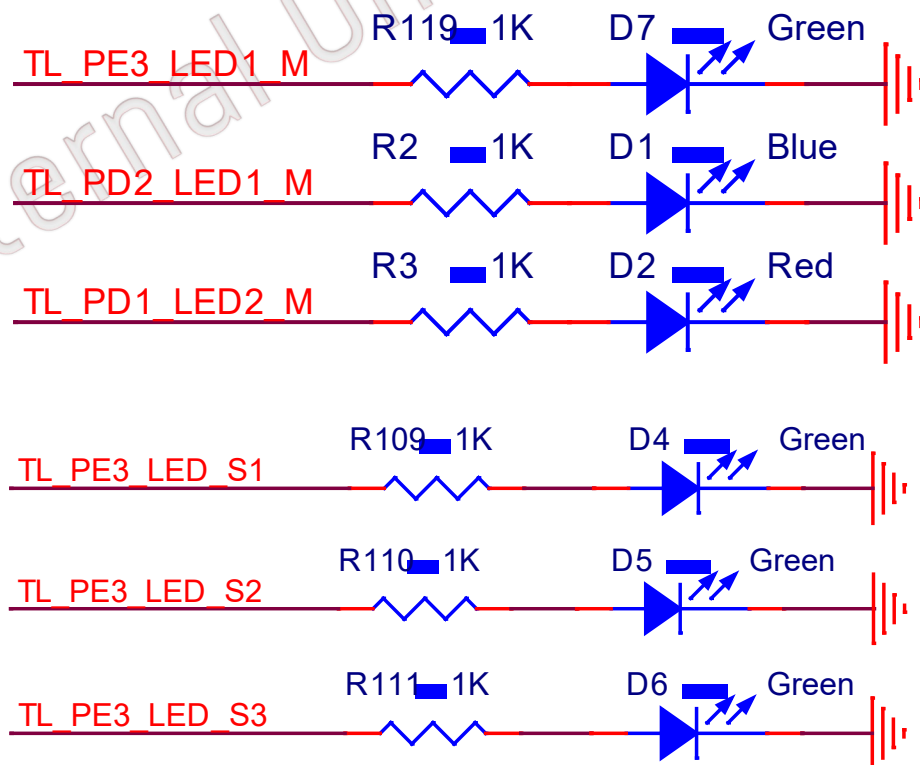 R119 1K D7 Green
TL_PE3_LED1_M
R2 1K D1 Blue
TL_PD2_LED1_M
R3 1K D2 Red
TL_PD1_LED2_M
R109 1K D4 Green
TL_PE3_LED_S1
R110 1K D5 Green
TL_PE3_LED_S2
R111 1K D6 Green
TL_PE3_LED_S3